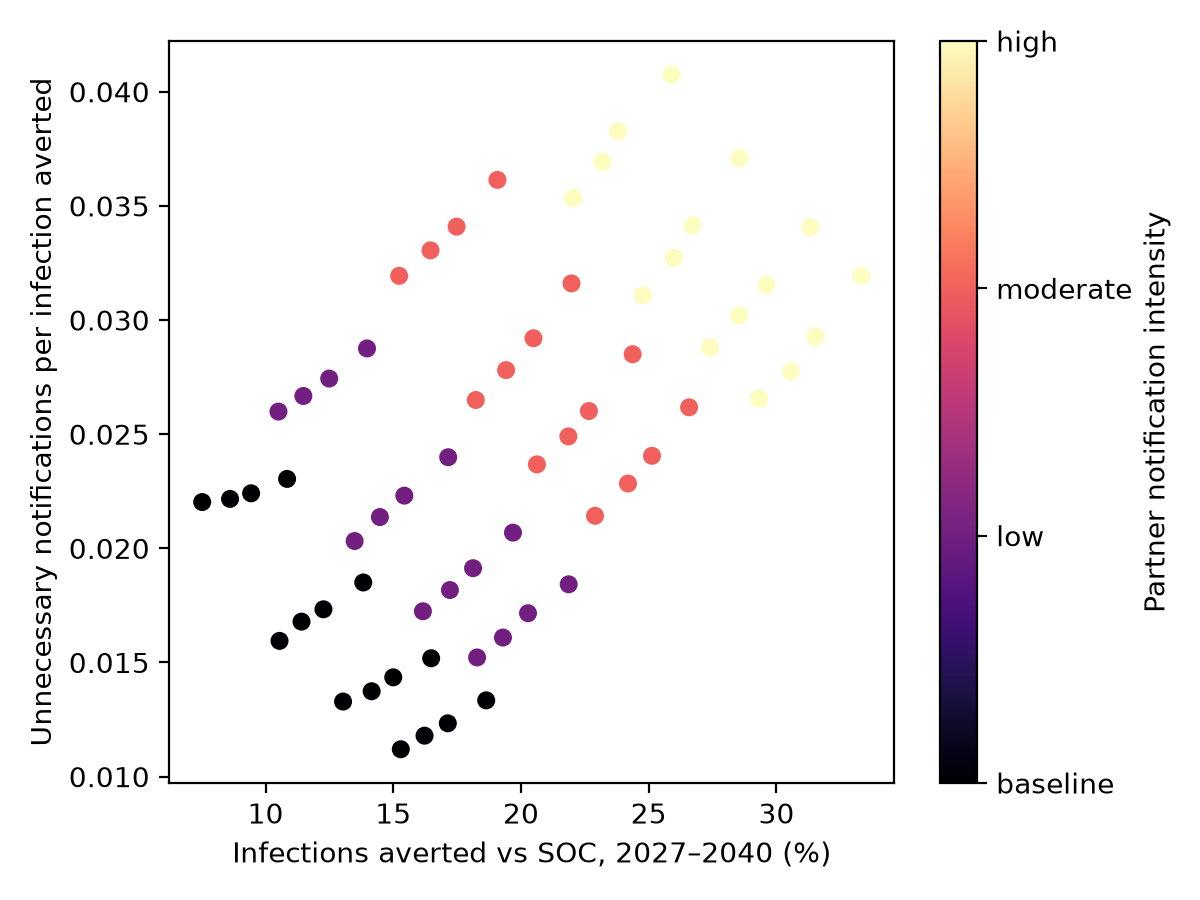 Unnecessary notifications per infection averted
0.040
0.035
0.030
0.025
0.020
0.015
0.010
10 15 20 25 30
Infections averted vs SOC, 2027–2040 (%)
high
moderate
low
baseline
Partner notification intensity